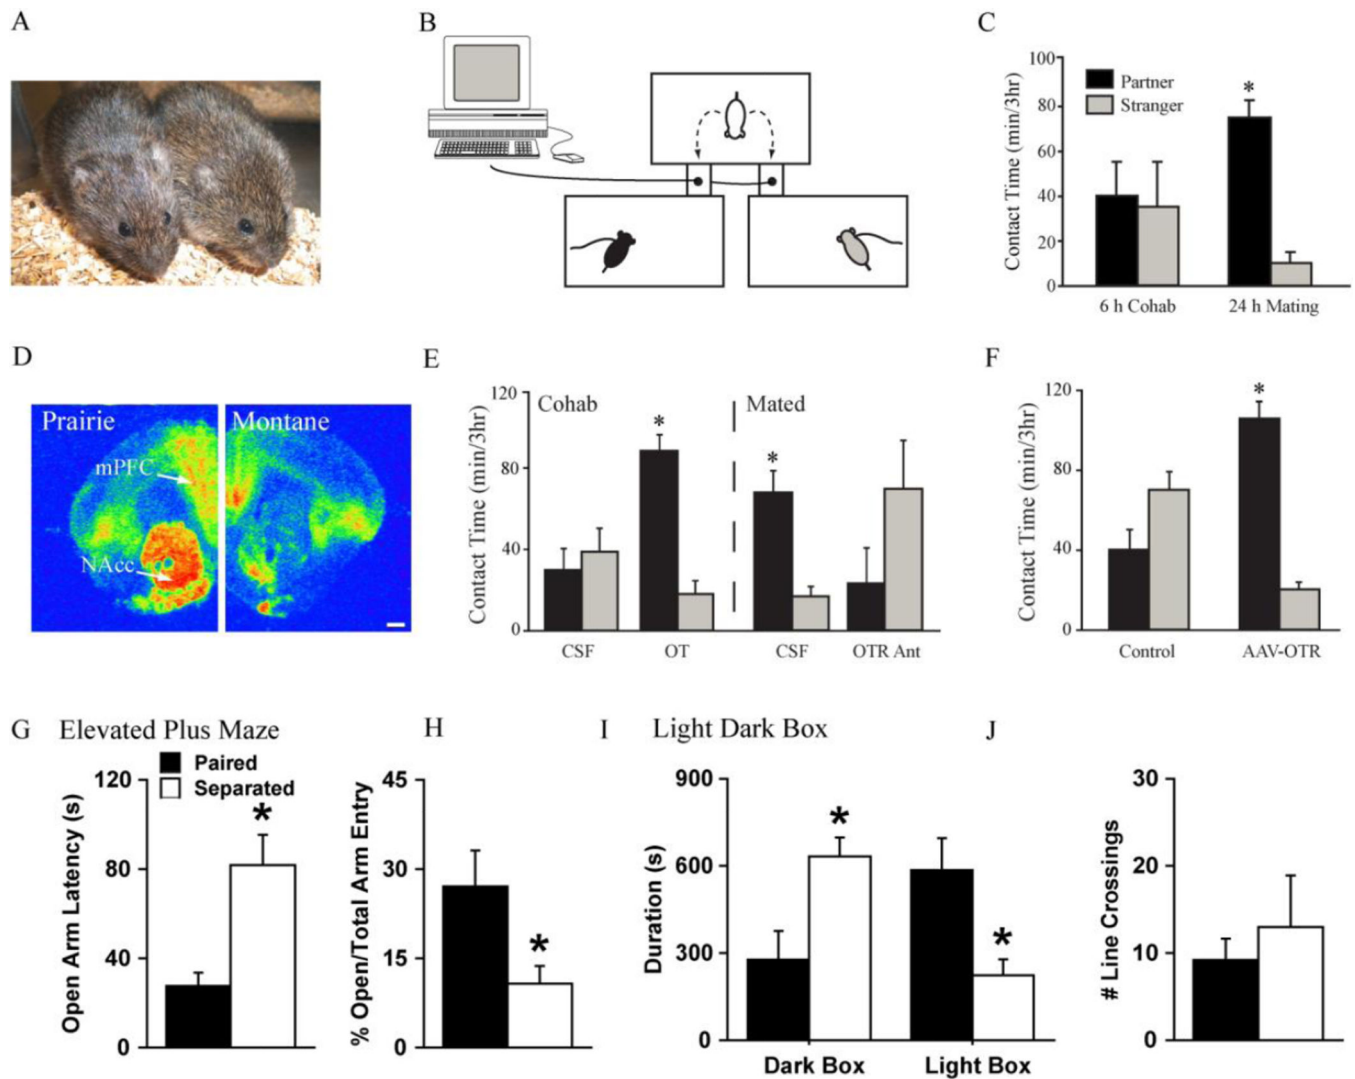 A
B
C
100
80
60
40
20
0
Contact Time (min/3hr)
Partner
Stranger
*
6 h Cohab
24 h Mating
D
Prairie
Montane
mPFC
NAcc
E
120
80
40
0
Contact Time (min/3hr)
Cohab
Mated
*
*
CSF
OT
CSF
OTR Ant
F
120
80
40
0
Contact Time (min/3hr)
*
Control
AAV-OTR
G
Elevated Plus Maze
Paired
Separated
120
80
40
0
Open Arm Latency (s)
*
H
45
30
15
0
% Open/Total Arm Entry
*
I
Light Dark Box
900
600
300
0
Duration (s)
*
*
Dark Box
Light Box
J
30
20
10
0
# Line Crossings